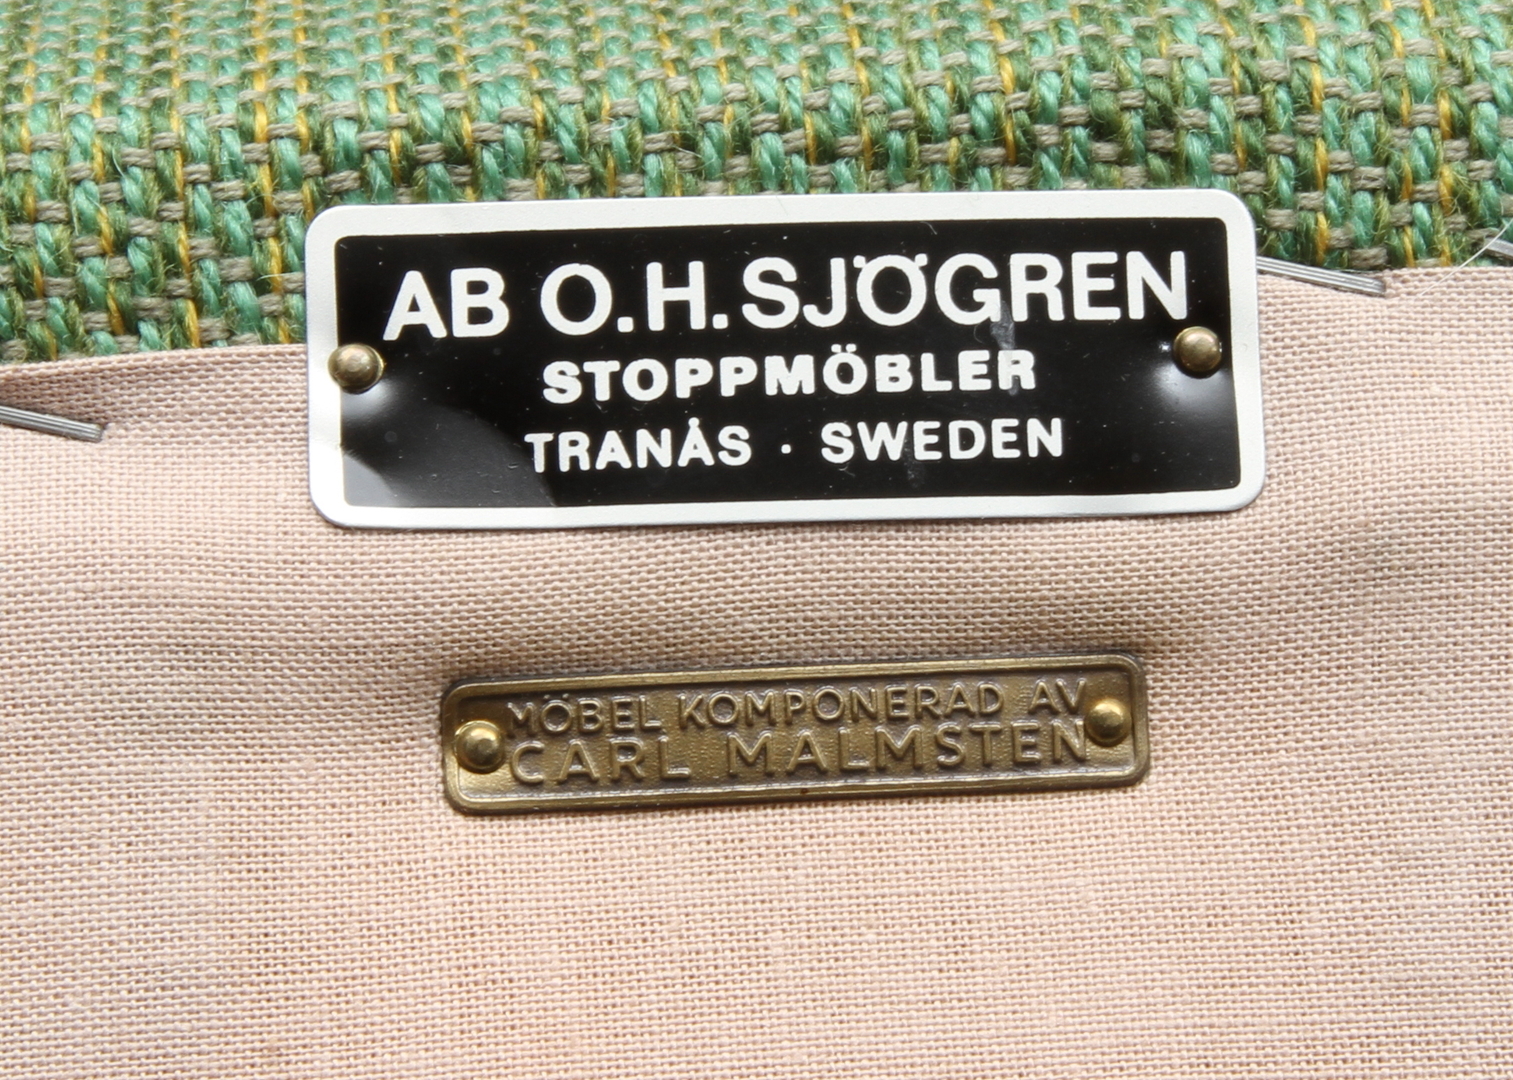 AB O.H.SJÖGREN
STOPPMÖBLER
TRANÅS · SWEDEN
MÖBEL KOMPONERAD AV
CARL MALMSTEN